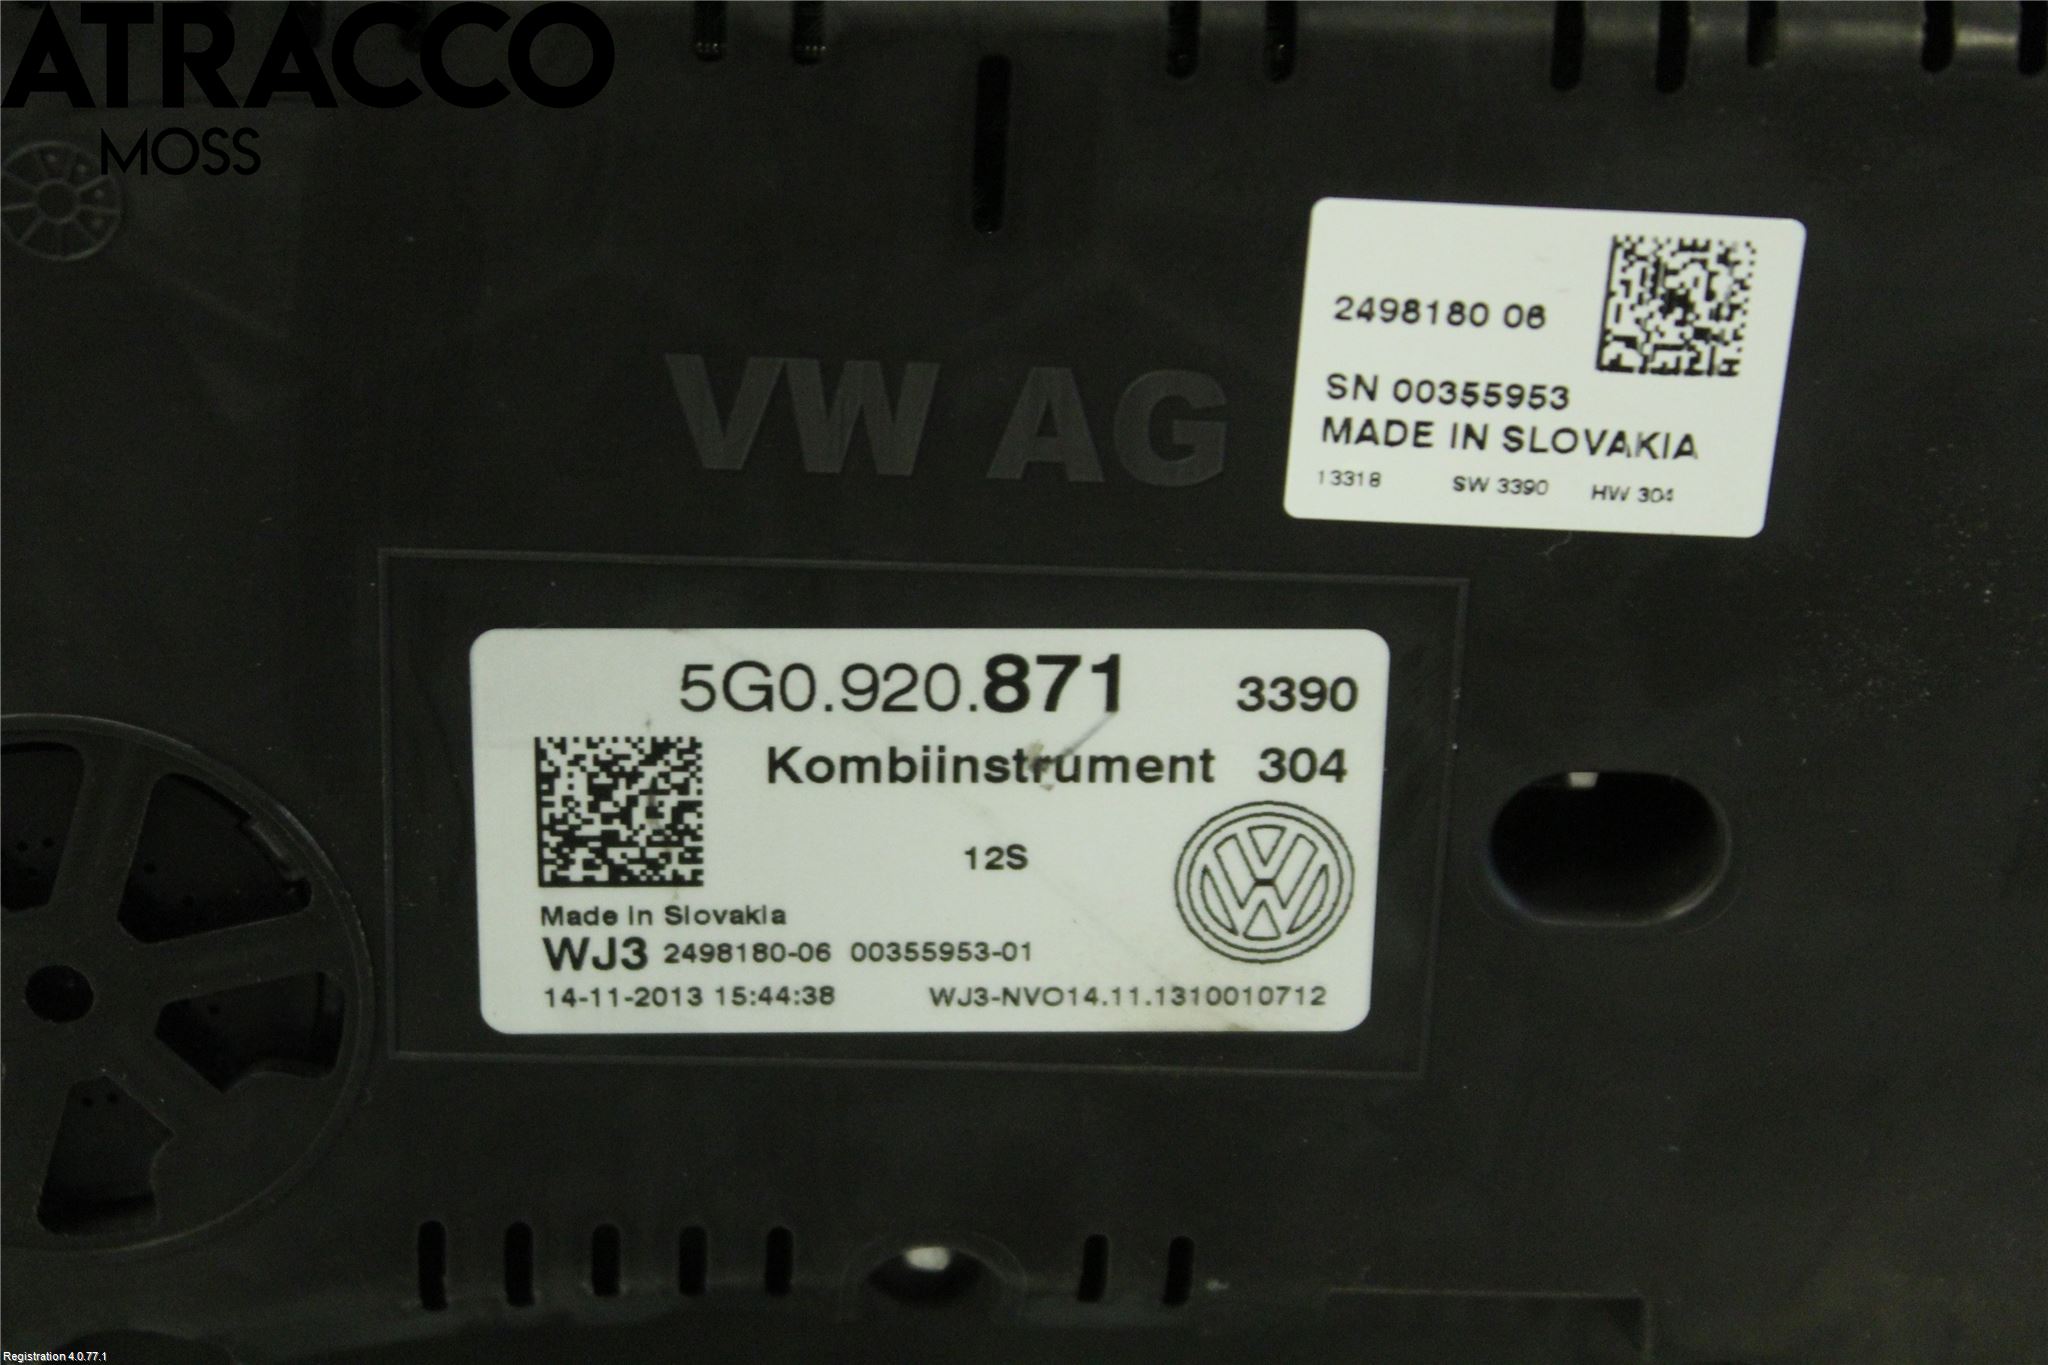 ATRACCO
MOSS
2498180 06
SN 00355953
MADE IN SLOVAKIA
13318 SW 3390 HW 304
VW AG
5G0.920.871 3390
Kombiinstrument 304
12S
Made in Slovakia
WJ3 2498180-06 00355953-01
14-11-2013 15:44:38 WJ3-NVO14.11.1310010712
Registration 4.0.77.1